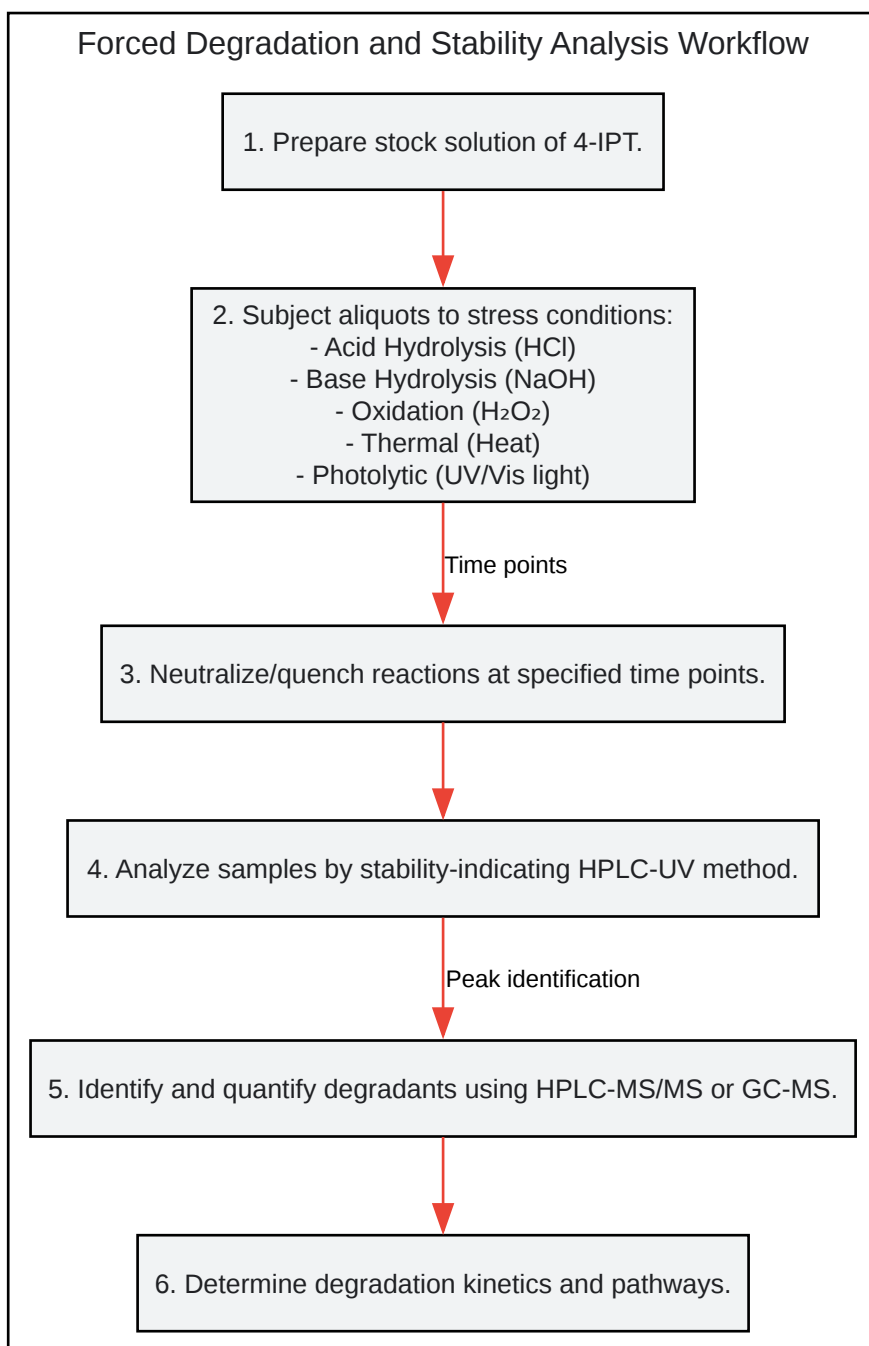 Forced Degradation and Stability Analysis Workflow
1. Prepare stock solution of 4-IPT.
2. Subject aliquots to stress conditions:
- Acid Hydrolysis (HCl)
- Base Hydrolysis (NaOH)
- Oxidation (H₂O₂)
- Thermal (Heat)
- Photolytic (UV/Vis light)
Time points
3. Neutralize/quench reactions at specified time points.
4. Analyze samples by stability-indicating HPLC-UV method.
Peak identification
5. Identify and quantify degradants using HPLC-MS/MS or GC-MS.
6. Determine degradation kinetics and pathways.